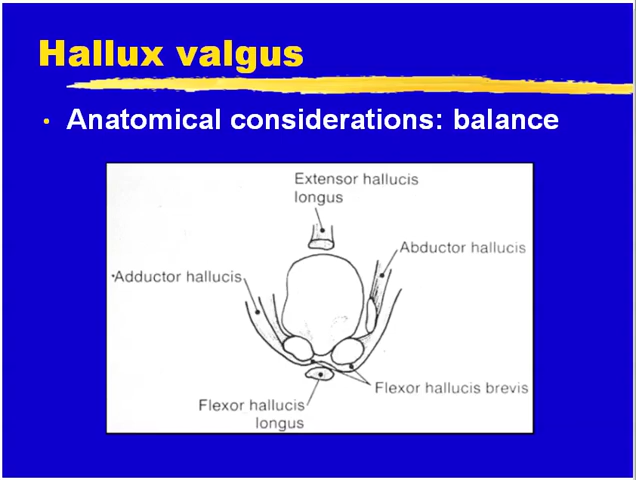 Hallux valgus
• Anatomical considerations: balance
Extensor hallucis
longus
Abductor hallucis
Adductor hallucis
Flexor hallucis brevis
Flexor hallucis
longus